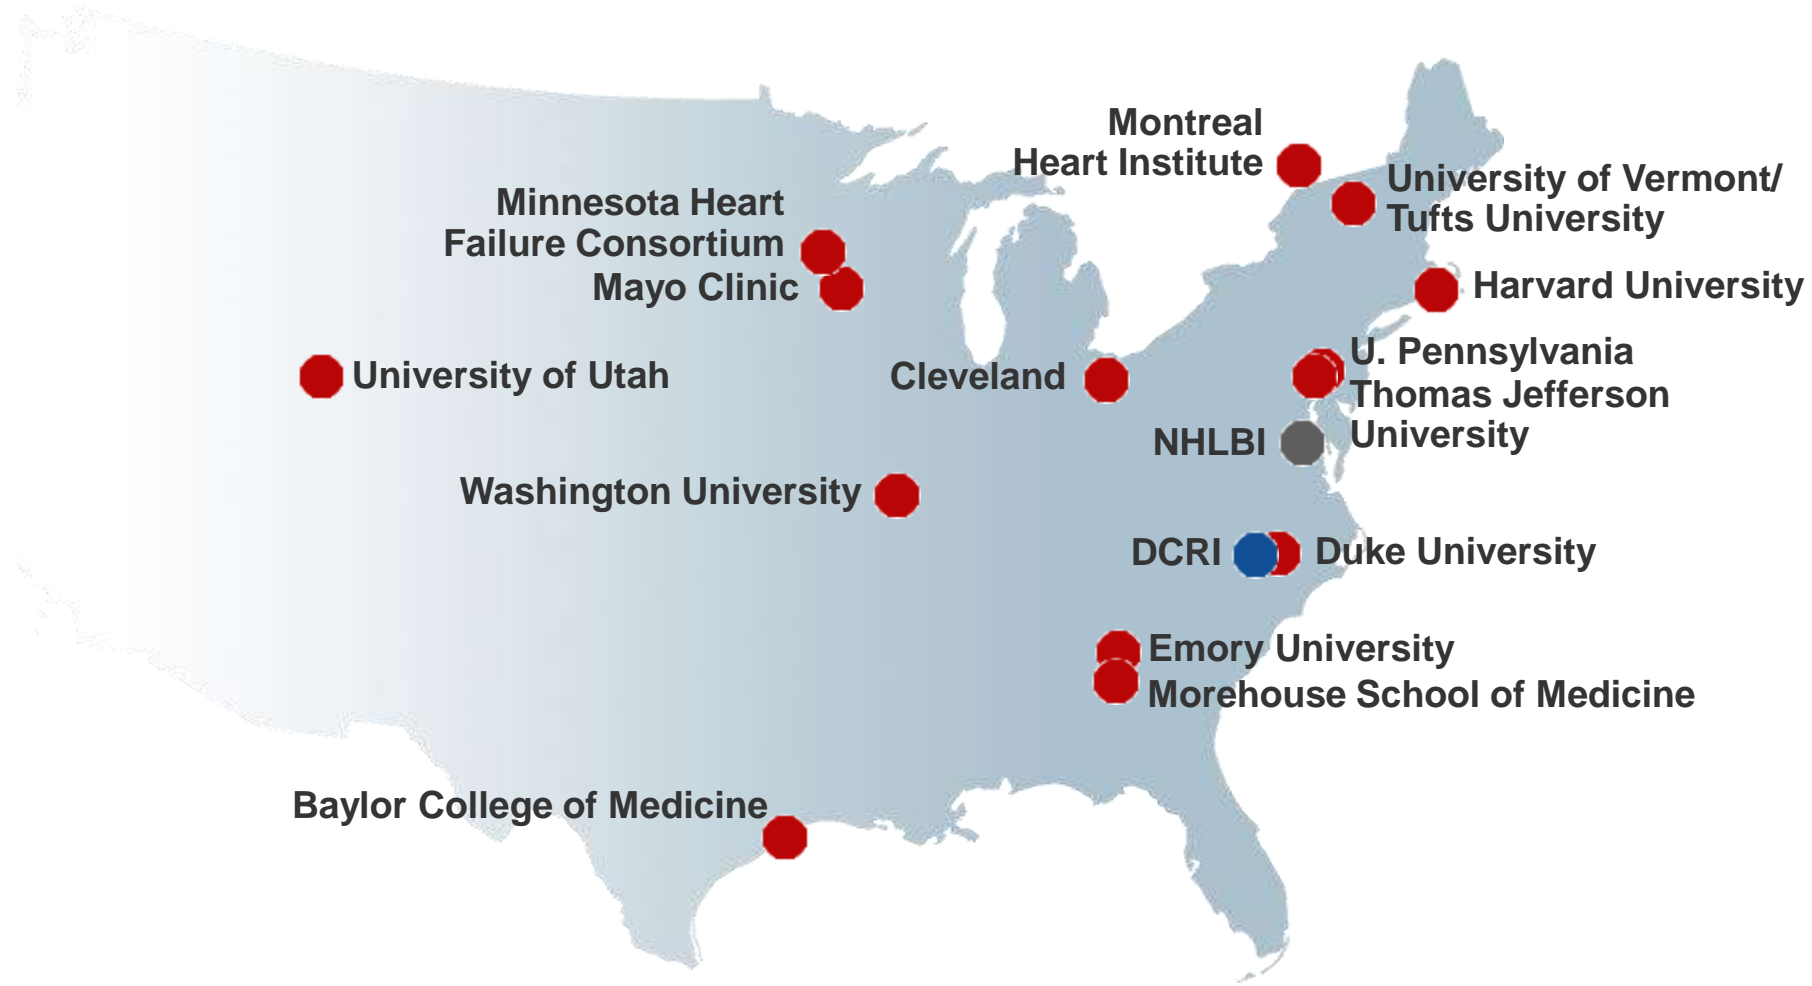 Montreal
Heart Institute
University of Vermont/
Tufts University
Minnesota Heart
Failure Consortium
Mayo Clinic
Harvard University
University of Utah
Cleveland
U. Pennsylvania
Thomas Jefferson
University
NHLBI
Washington University
DCRI
Duke University
Emory University
Morehouse School of Medicine
Baylor College of Medicine